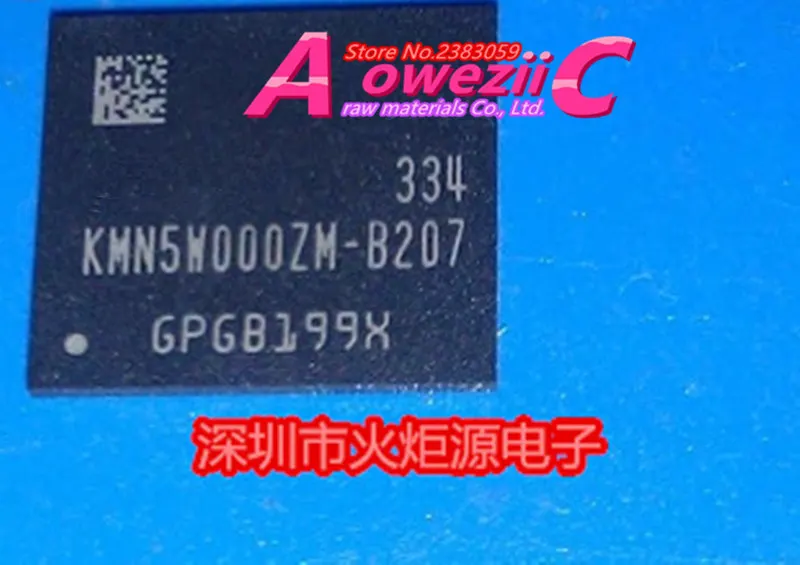 Store No.2383059
AoweziiC
raw materials Co., Ltd.
334
KMN5W000ZM-B207
GPGB199X
深圳市火炬源电子